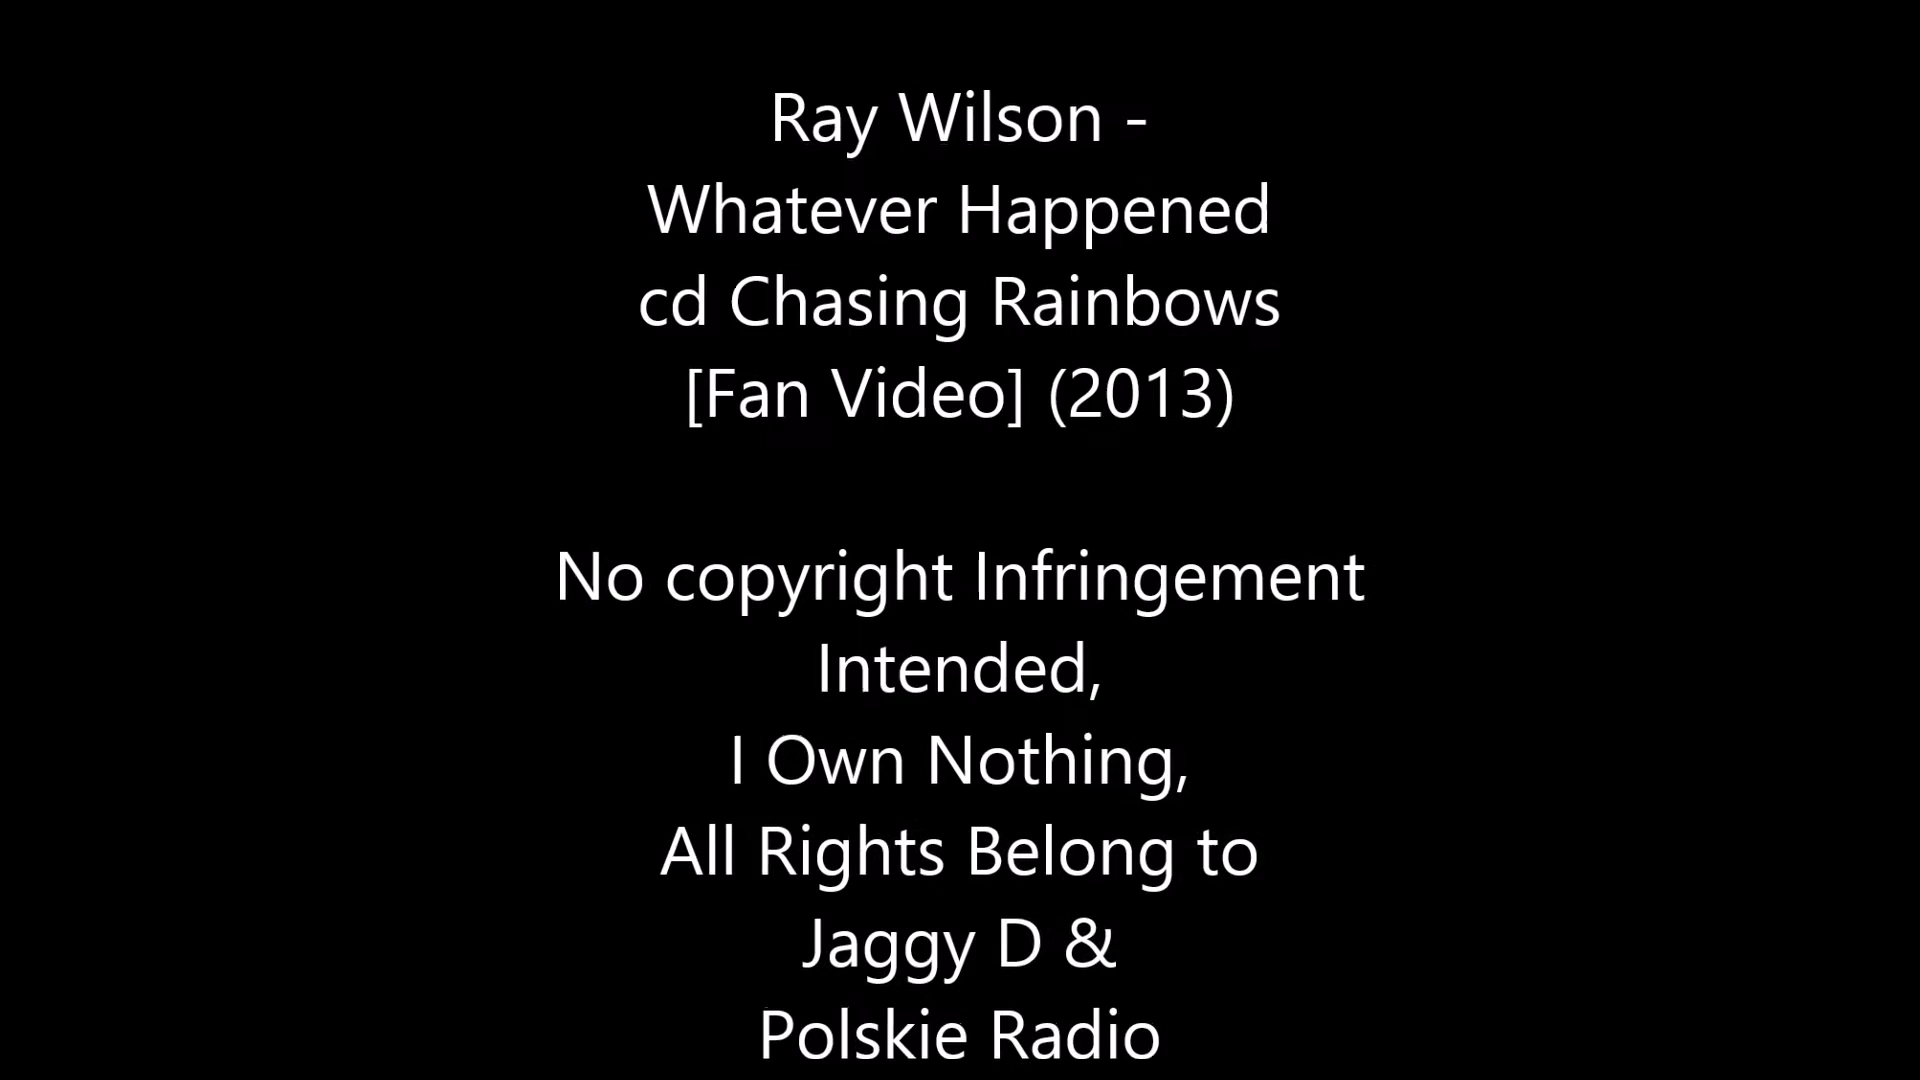 Ray Wilson -
Whatever Happened
cd Chasing Rainbows
[Fan Video] (2013)
No copyright Infringement
Intended,
I Own Nothing,
All Rights Belong to
Jaggy D &
Polskie Radio